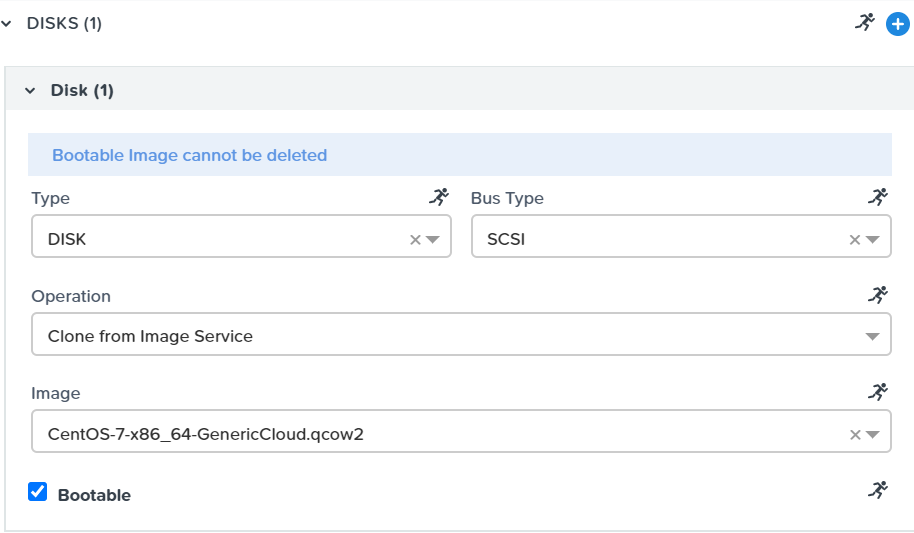 DISKS (1)
Disk (1)
Bootable Image cannot be deleted
Type
Bus Type
DISK
SCSI
Operation
Clone from Image Service
Image
CentOS-7-x86_64-GenericCloud.qcow2
Bootable